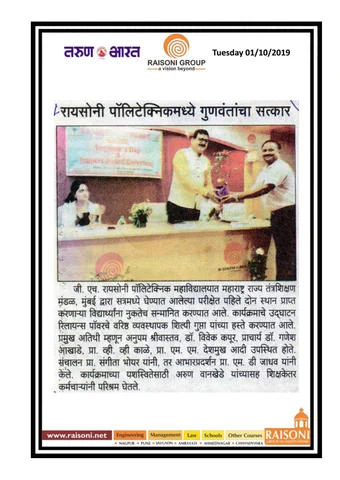 तरुण भारत
RAISONI GROUP
a vision beyond
Tuesday 01/10/2019
रायसोनी पॉलिटेक्निकमध्ये गुणवंतांचा सत्कार
जी. एच. रायसोनी पॉलिटेक्निक महाविद्यालयात महाराष्ट्र राज्य तंत्रशिक्षण
मंडळ, मुंबई द्वारा सत्रमध्ये घेण्यात आलेल्या परीक्षेत पहिले दोन स्थान प्राप्त
करणाऱ्या विद्यार्थ्यांना नुकतेच सन्मानित करण्यात आले. कार्यक्रमाचे उद्घाटन
रिलायन्स पॉवरचे वरिष्ठ व्यवस्थापक शिल्पी गुप्ता यांच्या हस्ते करण्यात आले.
प्रमुख अतिथी म्हणून अनुपम श्रीवास्तव, डॉ. विवेक कपूर, प्राचार्य डॉ. गणेश
आखाडे, प्रा. व्ही. व्ही काळे, प्रा. एम. एम. देशमुख आदी उपस्थित होते.
संचालन प्रा. संगीता भोयर यांनी, तर आभारप्रदर्शन प्रा. एम. डी जाधव यांनी
केले. कार्यक्रमाच्या यशस्वितेसाठी अरुण वानखेडे यांच्यासह शिक्षकेतर
कर्मचाऱ्यांनी परिश्रम घेतले.
www.raisoni.net Engineering Management Law Schools Other Courses RAISONI
• NAGPUR • PUNE • JALGAON • AMRAVATI • AHMEDNAGAR • CHHINDWARA